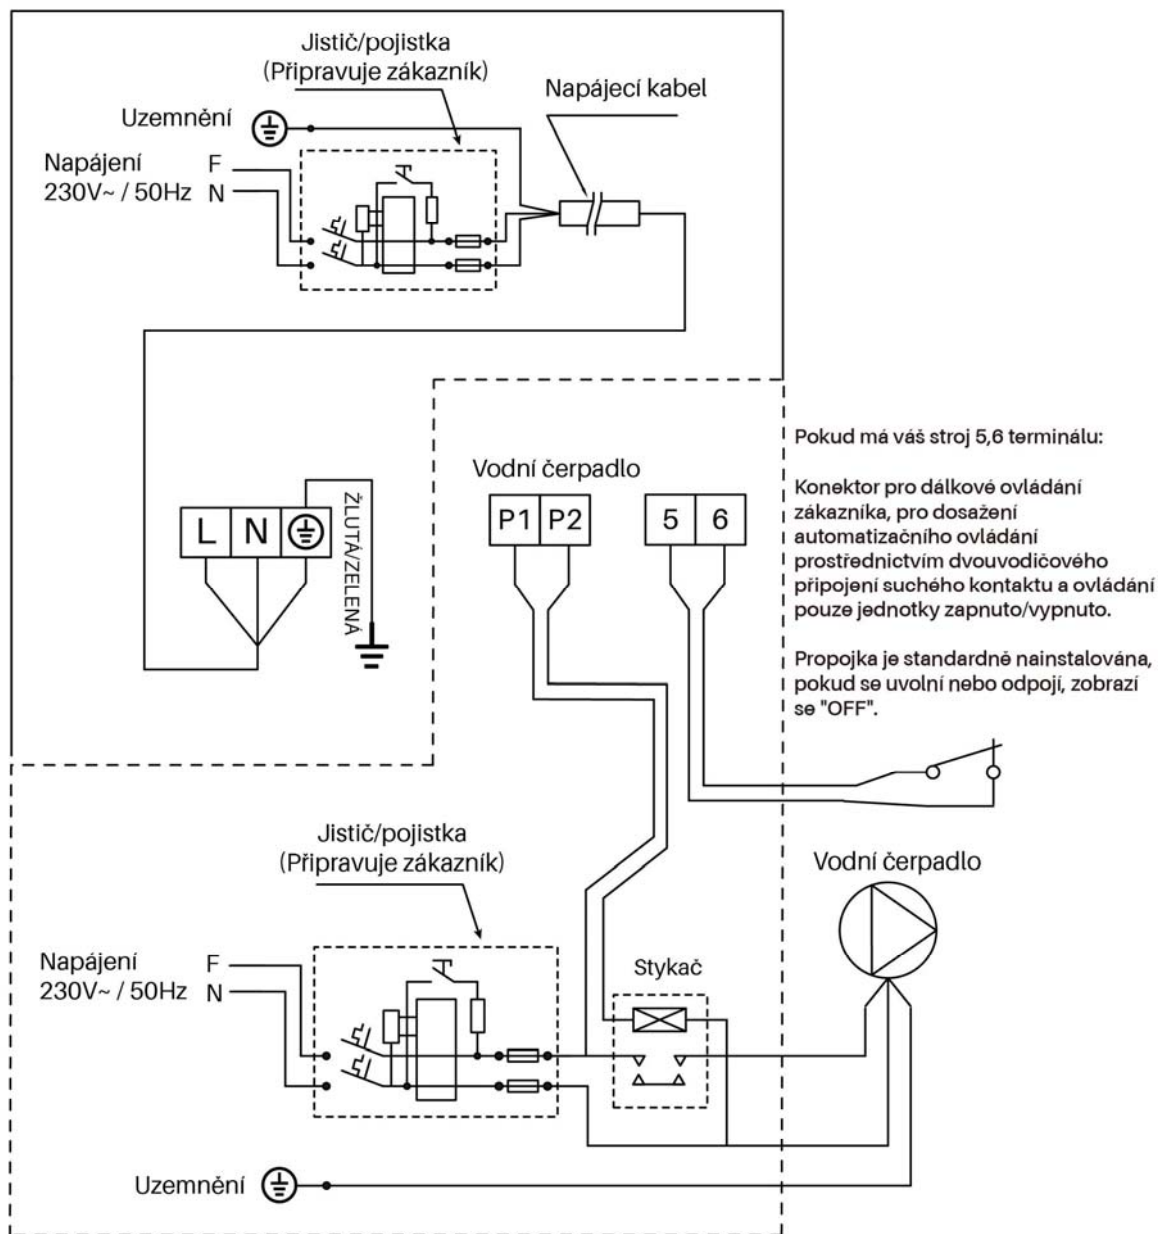 Jistič/pojistka
(Připravuje zákazník)
Napájecí kabel
Uzemnění
Napájení
230V~ / 50Hz
F
N
Pokud má váš stroj 5,6 terminálu:
Konektor pro dálkové ovládání
zákazníka, pro dosažení
automatizačního ovládání
prostřednictvím dvouvodičového
připojení suchého kontaktu a ovládání
pouze jednotky zapnuto/vypnuto.
Propojka je standardně nainstalována,
pokud se uvolní nebo odpojí, zobrazí
se "OFF".
Vodní čerpadlo
L N
ŽLUTÁ/ZELENÁ
P1 P2
5 6
Jistič/pojistka
(Připravuje zákazník)
Vodní čerpadlo
Napájení
230V~ / 50Hz
F
N
Stykač
Uzemnění